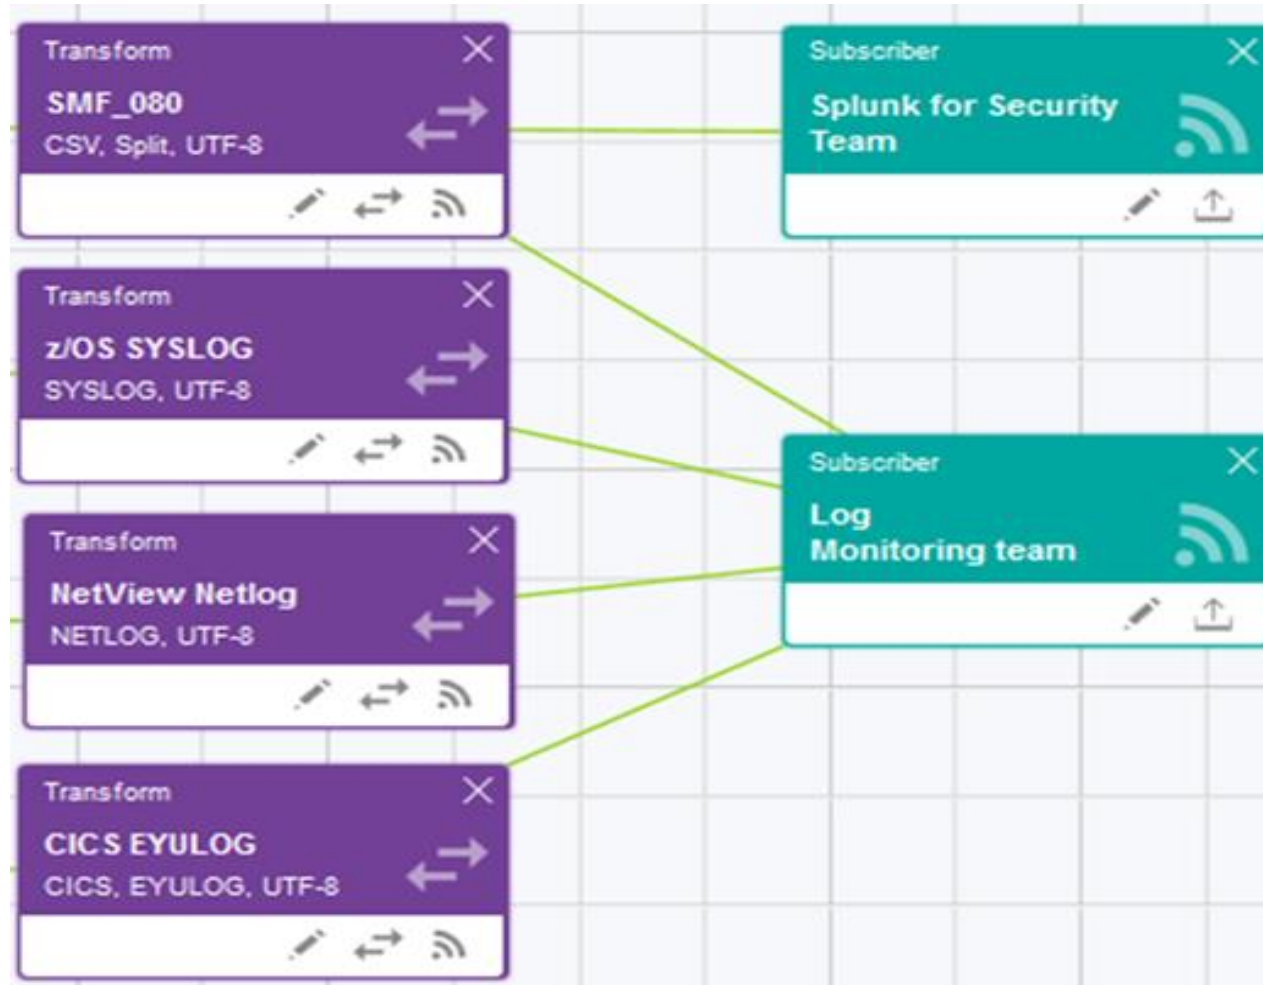 Transform
SMF_080
CSV, Split, UTF-8
Subscriber
Splunk for Security
Team
Transform
z/OS SYSLOG
SYSLOG, UTF-8
Subscriber
Log
Monitoring team
Transform
NetView Netlog
NETLOG, UTF-8
Transform
CICS EYULOG
CICS, EYULOG, UTF-8